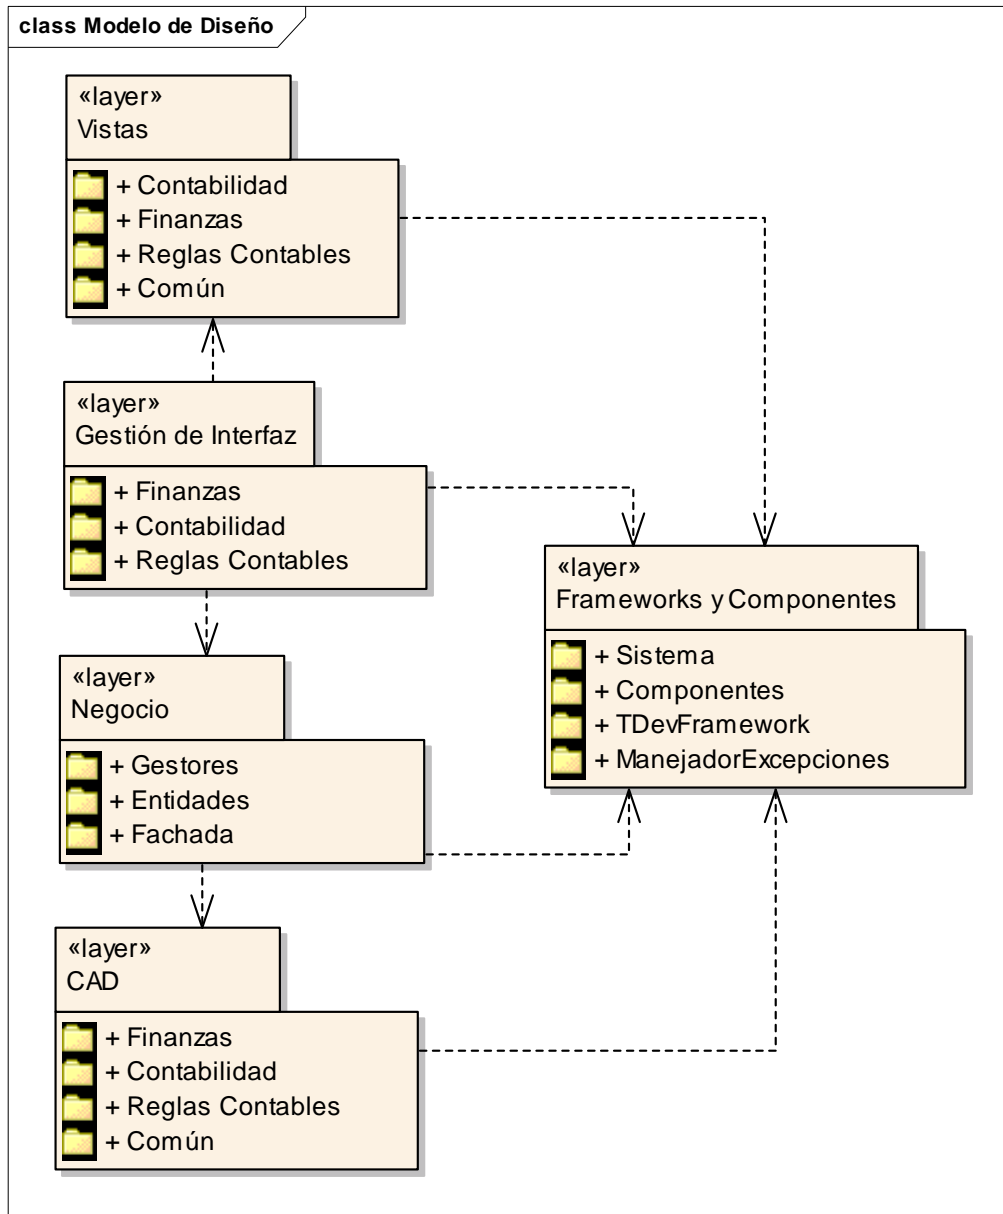 class Modelo de Diseño
«layer»
Vistas
+ Contabilidad
+ Finanzas
+ Reglas Contables
+ Común
«layer»
Gestión de Interfaz
+ Finanzas
+ Contabilidad
+ Reglas Contables
«layer»
Frameworks y Componentes
+ Sistema
+ Componentes
+ TDevFramework
+ ManejadorExcepciones
«layer»
Negocio
+ Gestores
+ Entidades
+ Fachada
«layer»
CAD
+ Finanzas
+ Contabilidad
+ Reglas Contables
+ Común